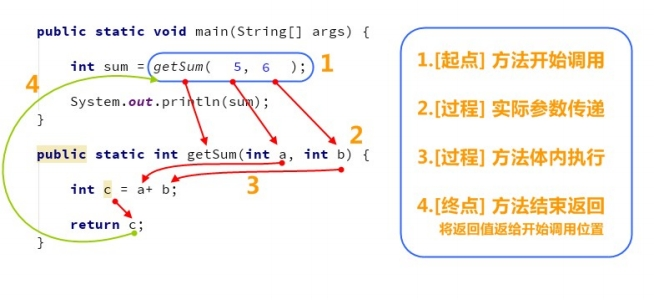 public static void main(String[] args) {
int sum = getSum( 5, 6 ); 1
4
System.out.println(sum);
}
2
public static int getSum(int a, int b) {
3
int c = a+ b;
return c;
}
1.[起点] 方法开始调用
2.[过程] 实际参数传递
3.[过程] 方法体内执行
4.[终点] 方法结束返回
将返回值返给开始调用位置